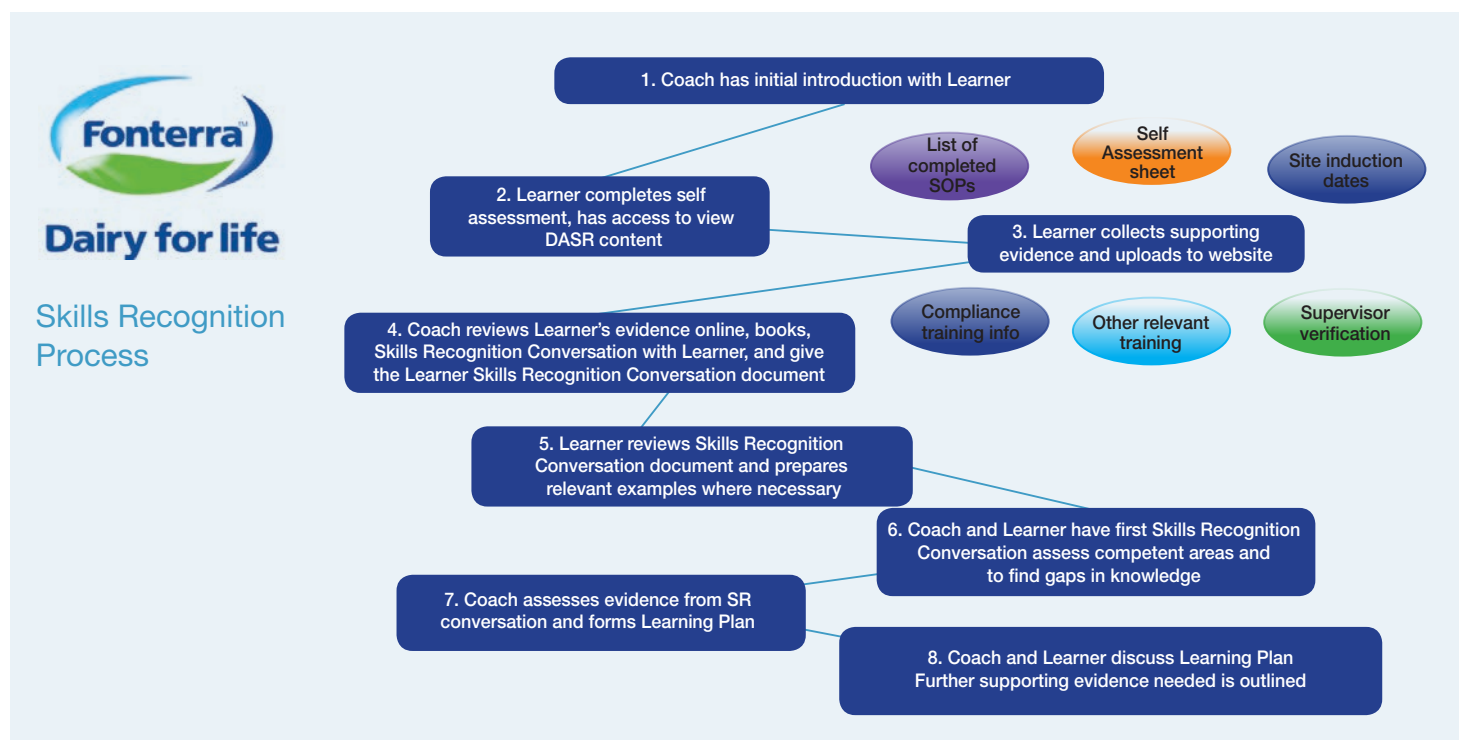 Fonterra™
Dairy for life
Skills Recognition
Process
1. Coach has initial introduction with Learner
List of
completed
SOPs
Self
Assessment
sheet
Site induction
dates
2. Learner completes self
assessment, has access to view
DASR content
3. Learner collects supporting
evidence and uploads to website
Compliance
training info
Other relevant
training
Supervisor
verification
4. Coach reviews Learner’s evidence online, books,
Skills Recognition Conversation with Learner, and give
the Learner Skills Recognition Conversation document
5. Learner reviews Skills Recognition
Conversation document and prepares
relevant examples where necessary
6. Coach and Learner have first Skills Recognition
Conversation assess competent areas and
to find gaps in knowledge
7. Coach assesses evidence from SR
conversation and forms Learning Plan
8. Coach and Learner discuss Learning Plan
Further supporting evidence needed is outlined